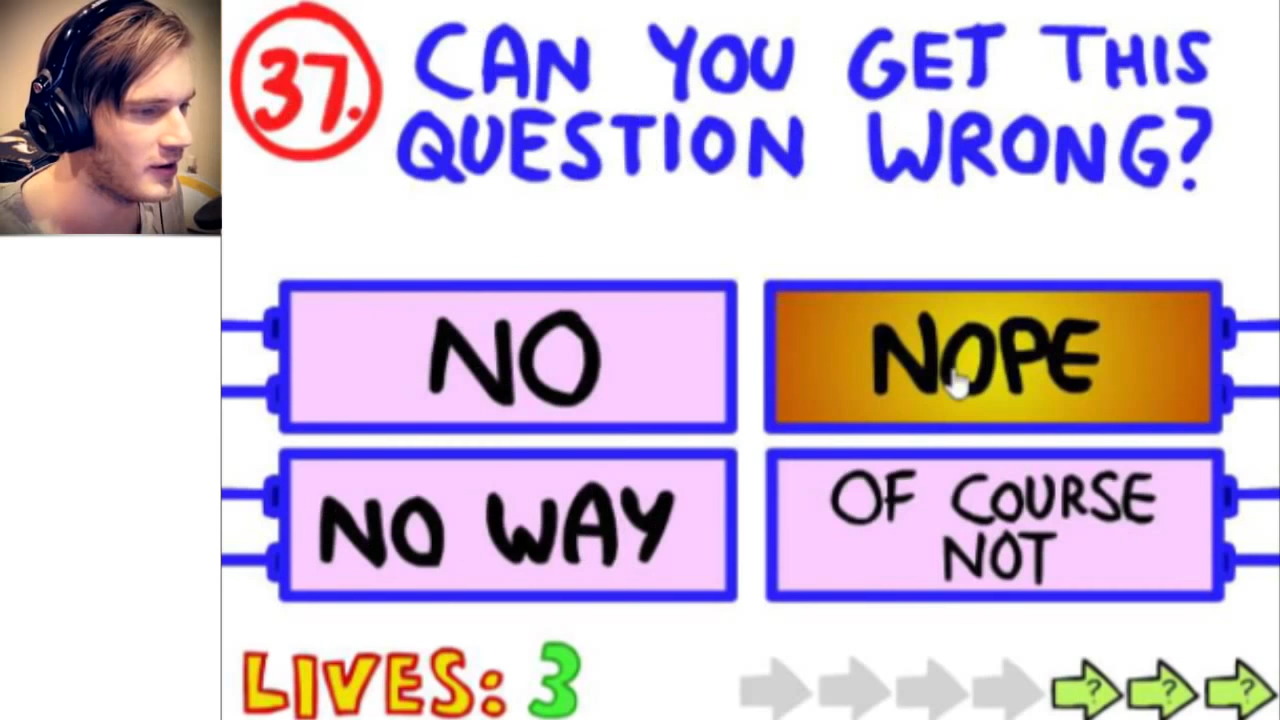 37. CAN YOU GET THIS
QUESTION WRONG?
NO
NOPE
NO WAY
OF COURSE
NOT
LIVES: 3
? ? ?